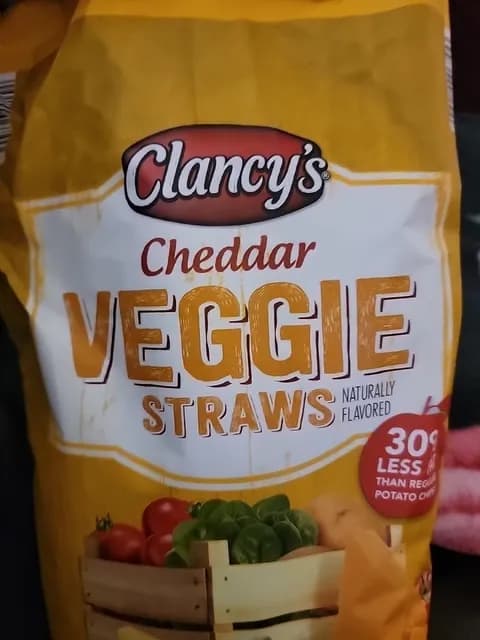 Clancy's
Cheddar
VEGGIE
STRAWS
NATURALLY
FLAVORED
30
LESS
THAN
POTATO